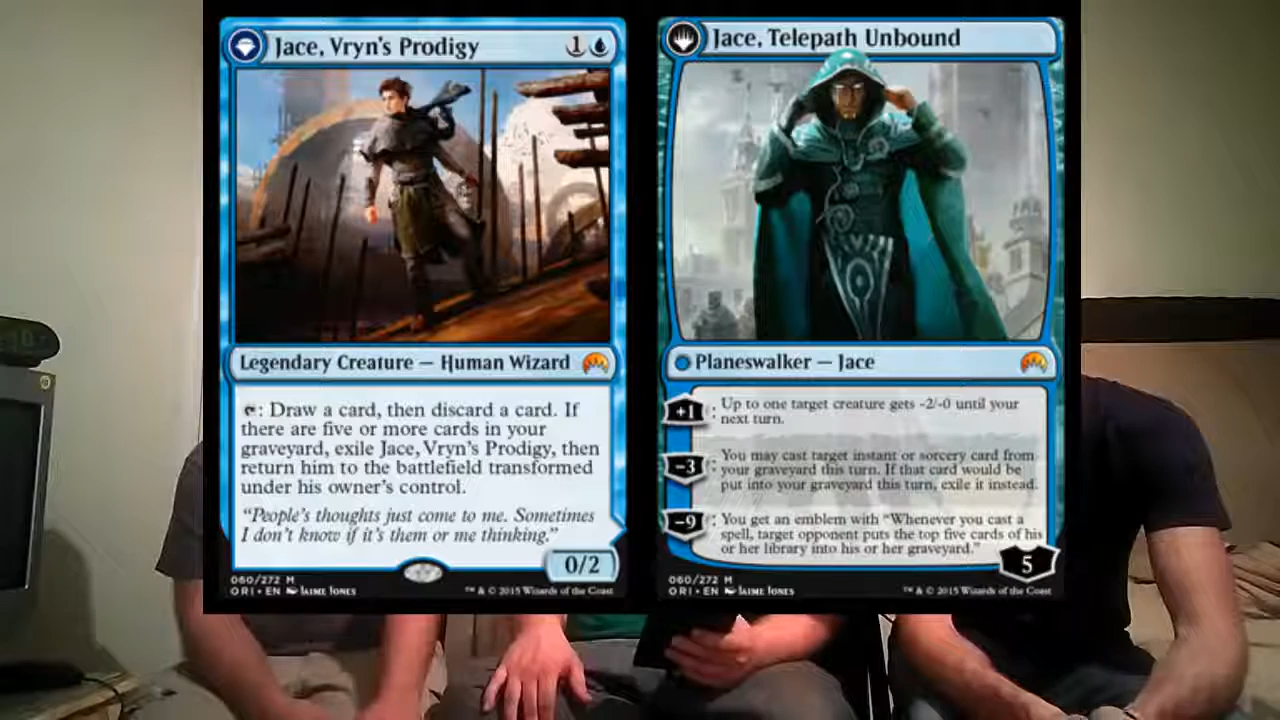 Jace, Vryn's Prodigy
1
Legendary Creature — Human Wizard
: Draw a card, then discard a card. If
there are five or more cards in your
graveyard, exile Jace, Vryn's Prodigy, then
return him to the battlefield transformed
under his owner's control.
"People's thoughts just come to me. Sometimes
I don't know if it's them or me thinking."
0/2
060/272 M
ORI • EN Jaime Jones
™ & © 2015 Wizards of the Coast
Jace, Telepath Unbound
Planeswalker — Jace
+1: Up to one target creature gets -2/-0 until your
next turn.
-3: You may cast target instant or sorcery card from
your graveyard this turn. If that card would be
put into your graveyard this turn, exile it instead.
-9: You get an emblem with "Whenever you cast a
spell, target opponent puts the top five cards of his
or her library into his or her graveyard."
5
060/272 M
ORI • EN Jaime Jones
™ & © 2015 Wizards of the Coast